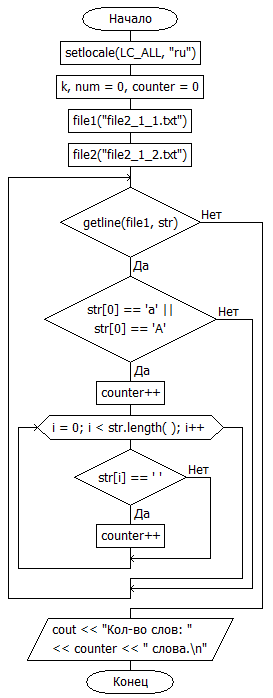 Начало
setlocale(LC_ALL, "ru")
k, num = 0, counter = 0
file1("file2_1_1.txt")
file2("file2_1_2.txt")
getline(file1, str)
Нет
Да
str[0] == 'a' ||
str[0] == 'A'
Нет
Да
counter++
i = 0; i < str.length( ); i++
str[i] == ' '
Нет
Да
counter++
cout << "Кол-во слов: "
<< counter << " слова.\n"
Конец